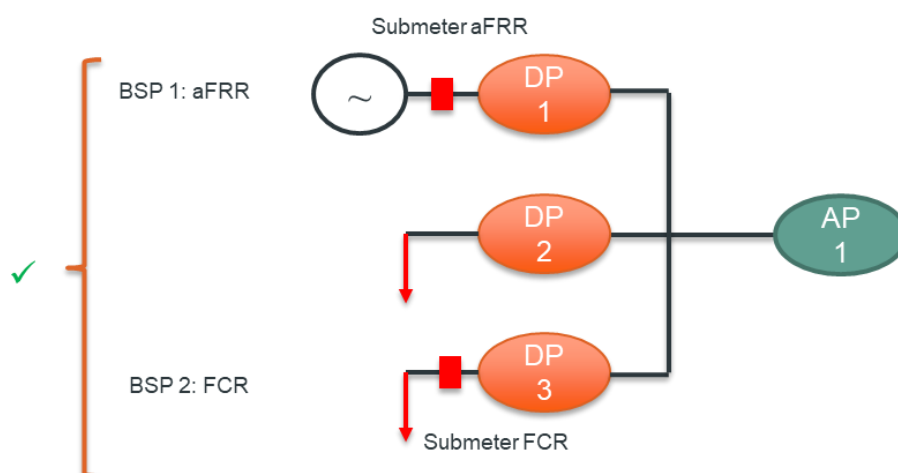 Submeter aFRR
BSP 1: aFRR
~
DP
1
DP
2
AP
1
BSP 2: FCR
DP
3
Submeter FCR